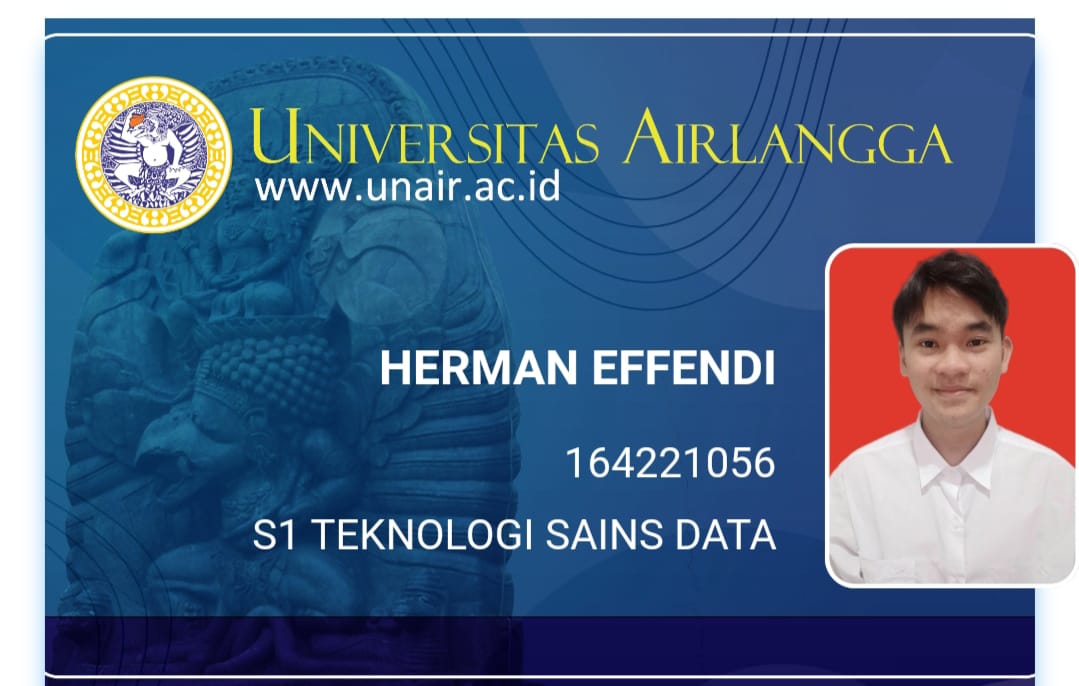 UNIVERSITAS AIRLANGGA
www.unair.ac.id
HERMAN EFFENDI
164221056
S1 TEKNOLOGI SAINS DATA